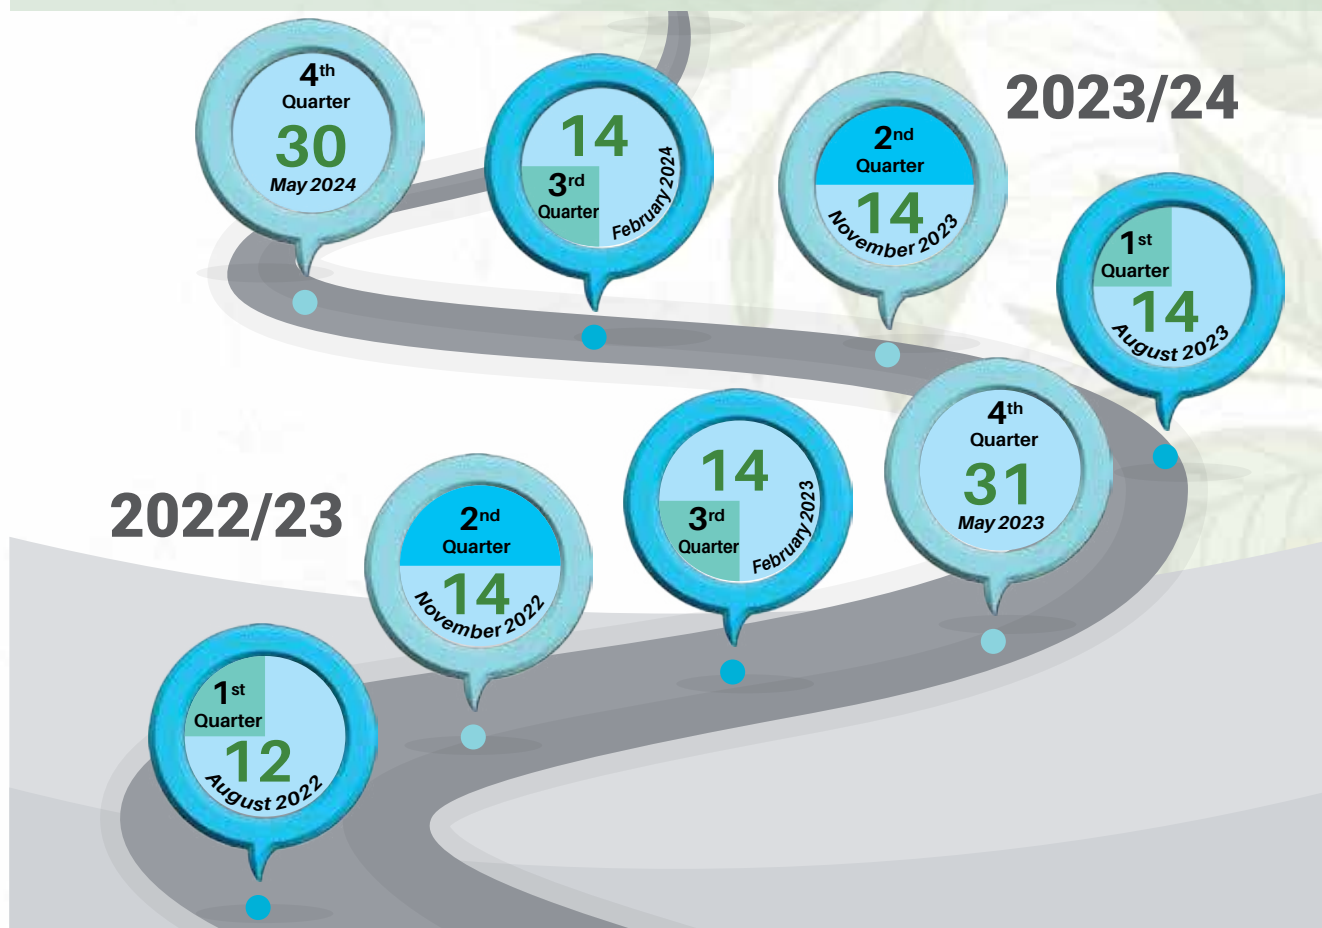 2023/24
4th
Quarter
30
May 2024
14
3rd
Quarter
February 2024
2nd
Quarter
14
November 2023
1st
Quarter
14
August 2023
2022/23
4th
Quarter
31
May 2023
14
3rd
Quarter
February 2023
2nd
Quarter
14
November 2022
1st
Quarter
12
August 2022